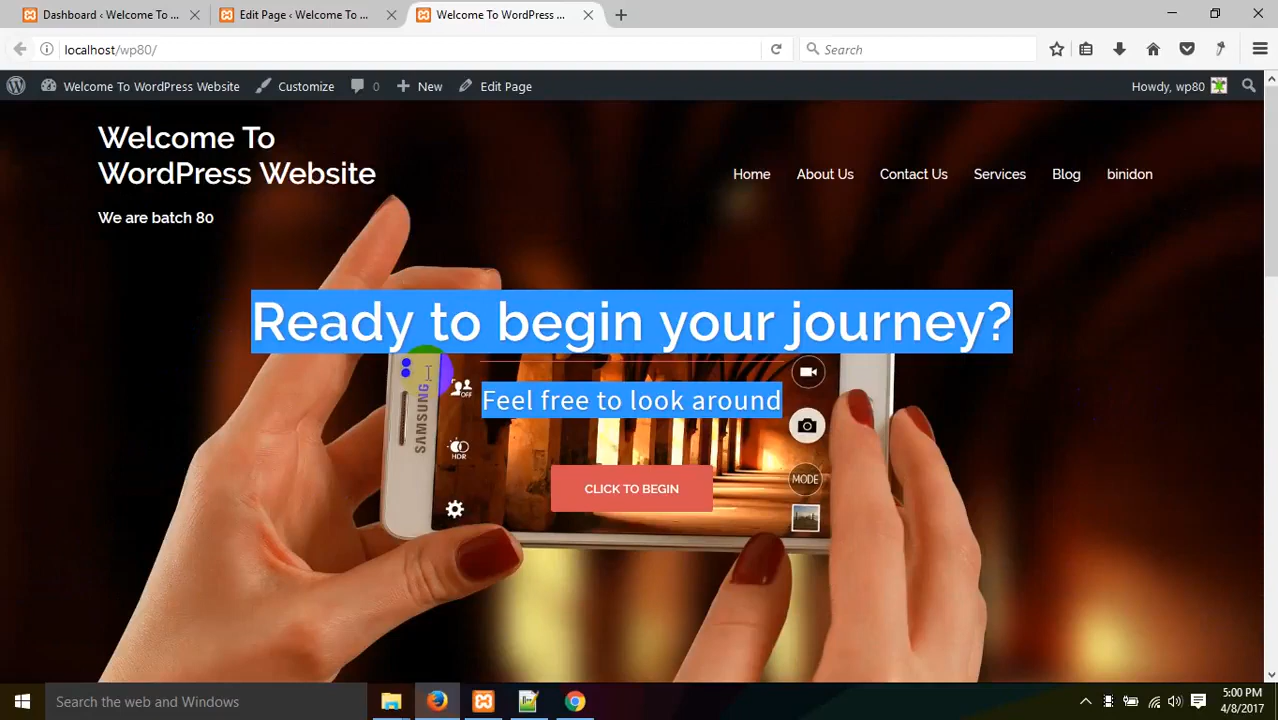 Dashboard ‹ Welcome To ...
Edit Page ‹ Welcome To ...
Welcome To WordPress ...
localhost/wp80/
Search
Welcome To WordPress Website
Customize
0
New
Edit Page
Howdy, wp80
Welcome To
WordPress Website
We are batch 80
Home
About Us
Contact Us
Services
Blog
binidon
Ready to begin your journey?
Feel free to look around
CLICK TO BEGIN
SAMSUNG
OFF
HDR
MODE
Search the web and Windows
5:00 PM
4/8/2017